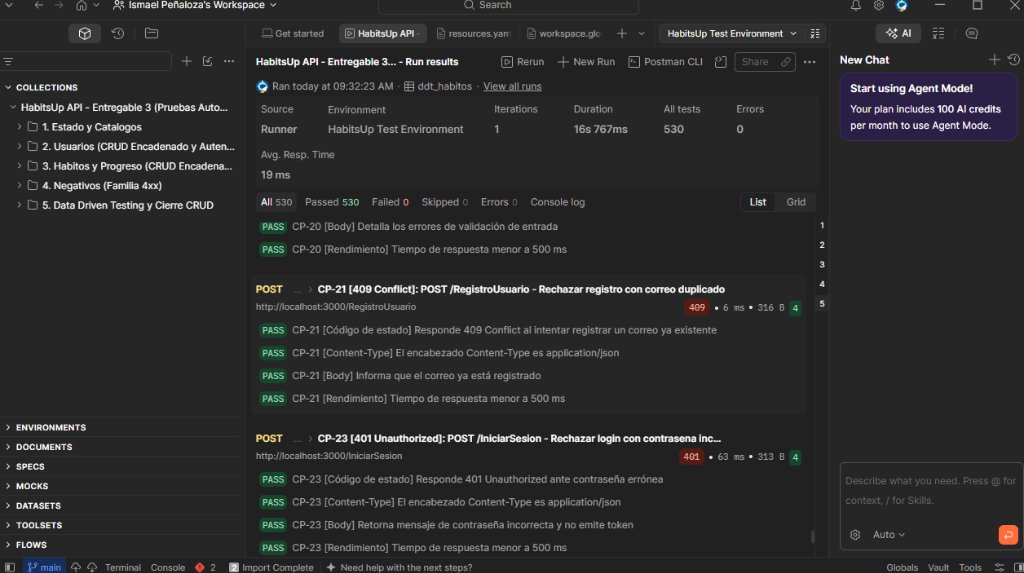 Ismael Peñaloza's Workspace
Search
Get started
HabitsUp API -
resources.yam
workspace.glo
HabitsUp Test Environment
AI
HabitsUp API - Entregable 3... - Run results
Rerun
New Run
Postman CLI
Share
New Chat
Ran today at 09:32:23 AM · ddt_habitos · View all runs
Start using Agent Mode!
Your plan includes 100 AI credits
per month to use Agent Mode.
COLLECTIONS
HabitsUp API - Entregable 3 (Pruebas Auto...
1. Estado y Catalogos
2. Usuarios (CRUD Encadenado y Auten...
3. Habitos y Progreso (CRUD Encadena...
4. Negativos (Familia 4xx)
5. Data Driven Testing y Cierre CRUD
Source Environment Iterations Duration All tests Errors
Runner HabitsUp Test Environment 1 16s 767ms 530 0
Avg. Resp. Time
19 ms
All 530 Passed 530 Failed 0 Skipped 0 Errors 0 Console log
List Grid
PASS CP-20 [Body] Detalla los errores de validación de entrada
PASS CP-20 [Rendimiento] Tiempo de respuesta menor a 500 ms
POST ... > CP-21 [409 Conflict]: POST /RegistroUsuario - Rechazar registro con correo duplicado
http://localhost:3000/RegistroUsuario 409 • 6 ms • 316 B 4
PASS CP-21 [Código de estado] Responde 409 Conflict al intentar registrar un correo ya existente
PASS CP-21 [Content-Type] El encabezado Content-Type es application/json
PASS CP-21 [Body] Informa que el correo ya está registrado
PASS CP-21 [Rendimiento] Tiempo de respuesta menor a 500 ms
POST ... > CP-23 [401 Unauthorized]: POST /IniciarSesion - Rechazar login con contrasena inc...
http://localhost:3000/IniciarSesion 401 • 63 ms • 313 B 4
PASS CP-23 [Código de estado] Responde 401 Unauthorized ante contraseña errónea
PASS CP-23 [Content-Type] El encabezado Content-Type es application/json
PASS CP-23 [Body] Retorna mensaje de contraseña incorrecta y no emite token
PASS CP-23 [Rendimiento] Tiempo de respuesta menor a 500 ms
1
2
3
4
5
ENVIRONMENTS
DOCUMENTS
SPECS
MOCKS
DATASETS
TOOLSETS
FLOWS
Describe what you need. Press @ for
context, / for Skills.
Auto
main
Terminal
Console
2
2 Import Complete
Need help with the next steps?
Globals
Vault
Tools